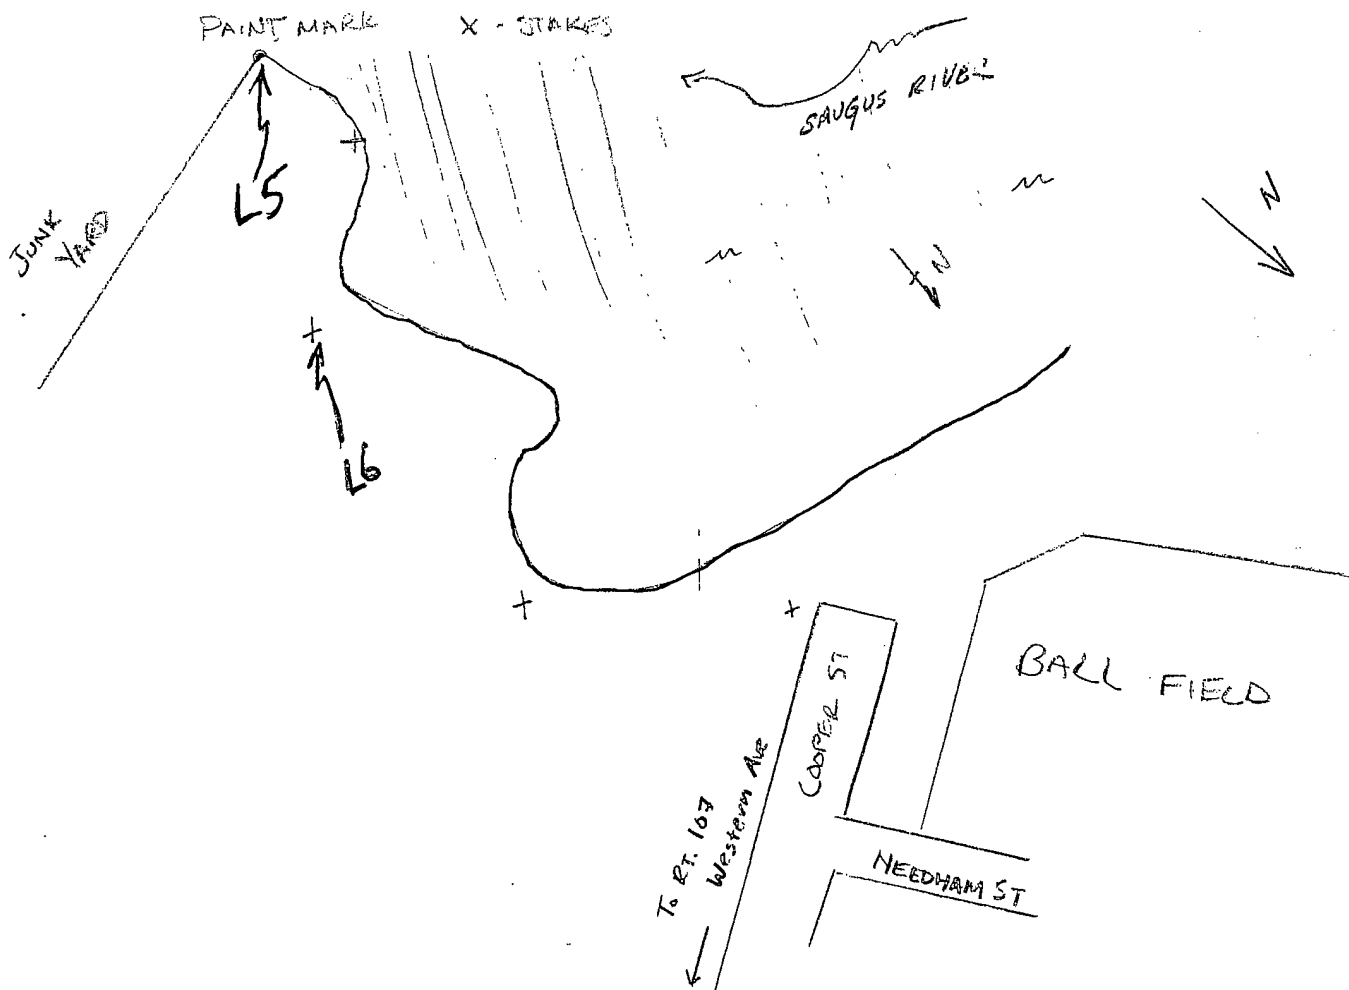 PAINT MARK X - STAKES
SAUGUS RIVER
L5
N
JUNK
YARD
N
L6
BALL FIELD
COOPER ST
To RT. 107
Western Ave
NEEDHAM ST